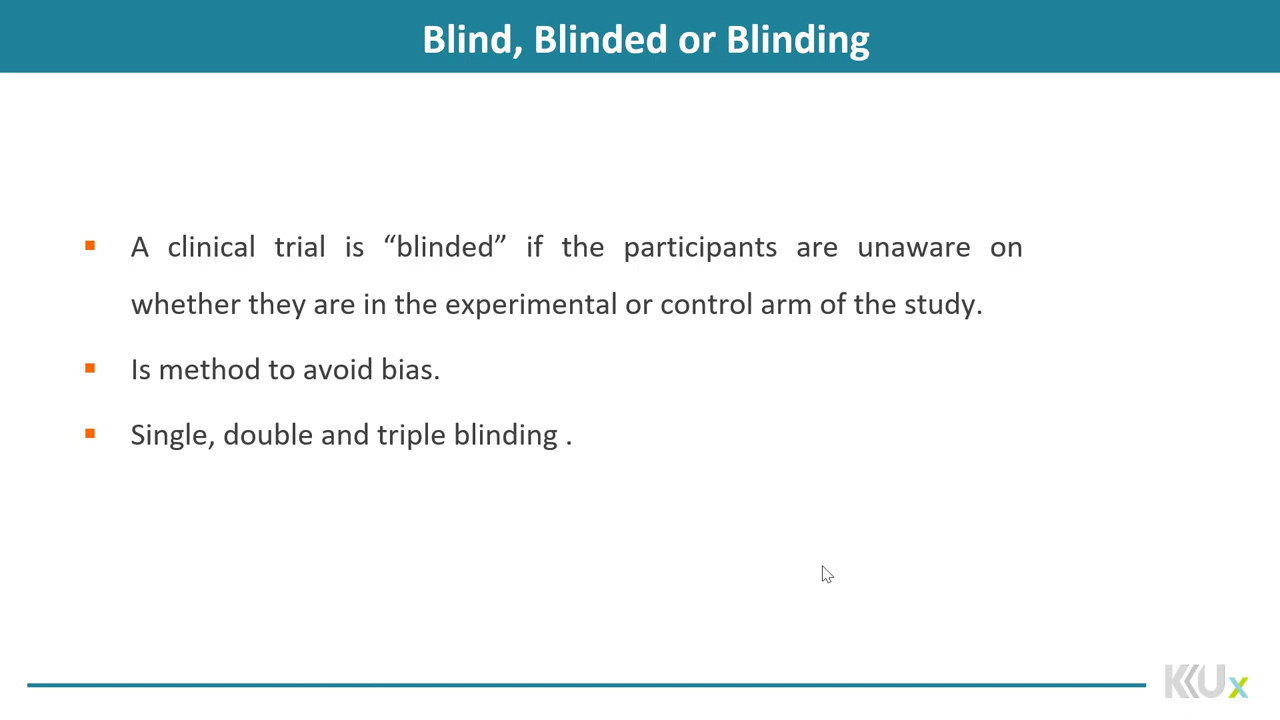 Blind, Blinded or Blinding
A clinical trial is “blinded” if the participants are unaware on
whether they are in the experimental or control arm of the study.
Is method to avoid bias.
Single, double and triple blinding .
KKUx